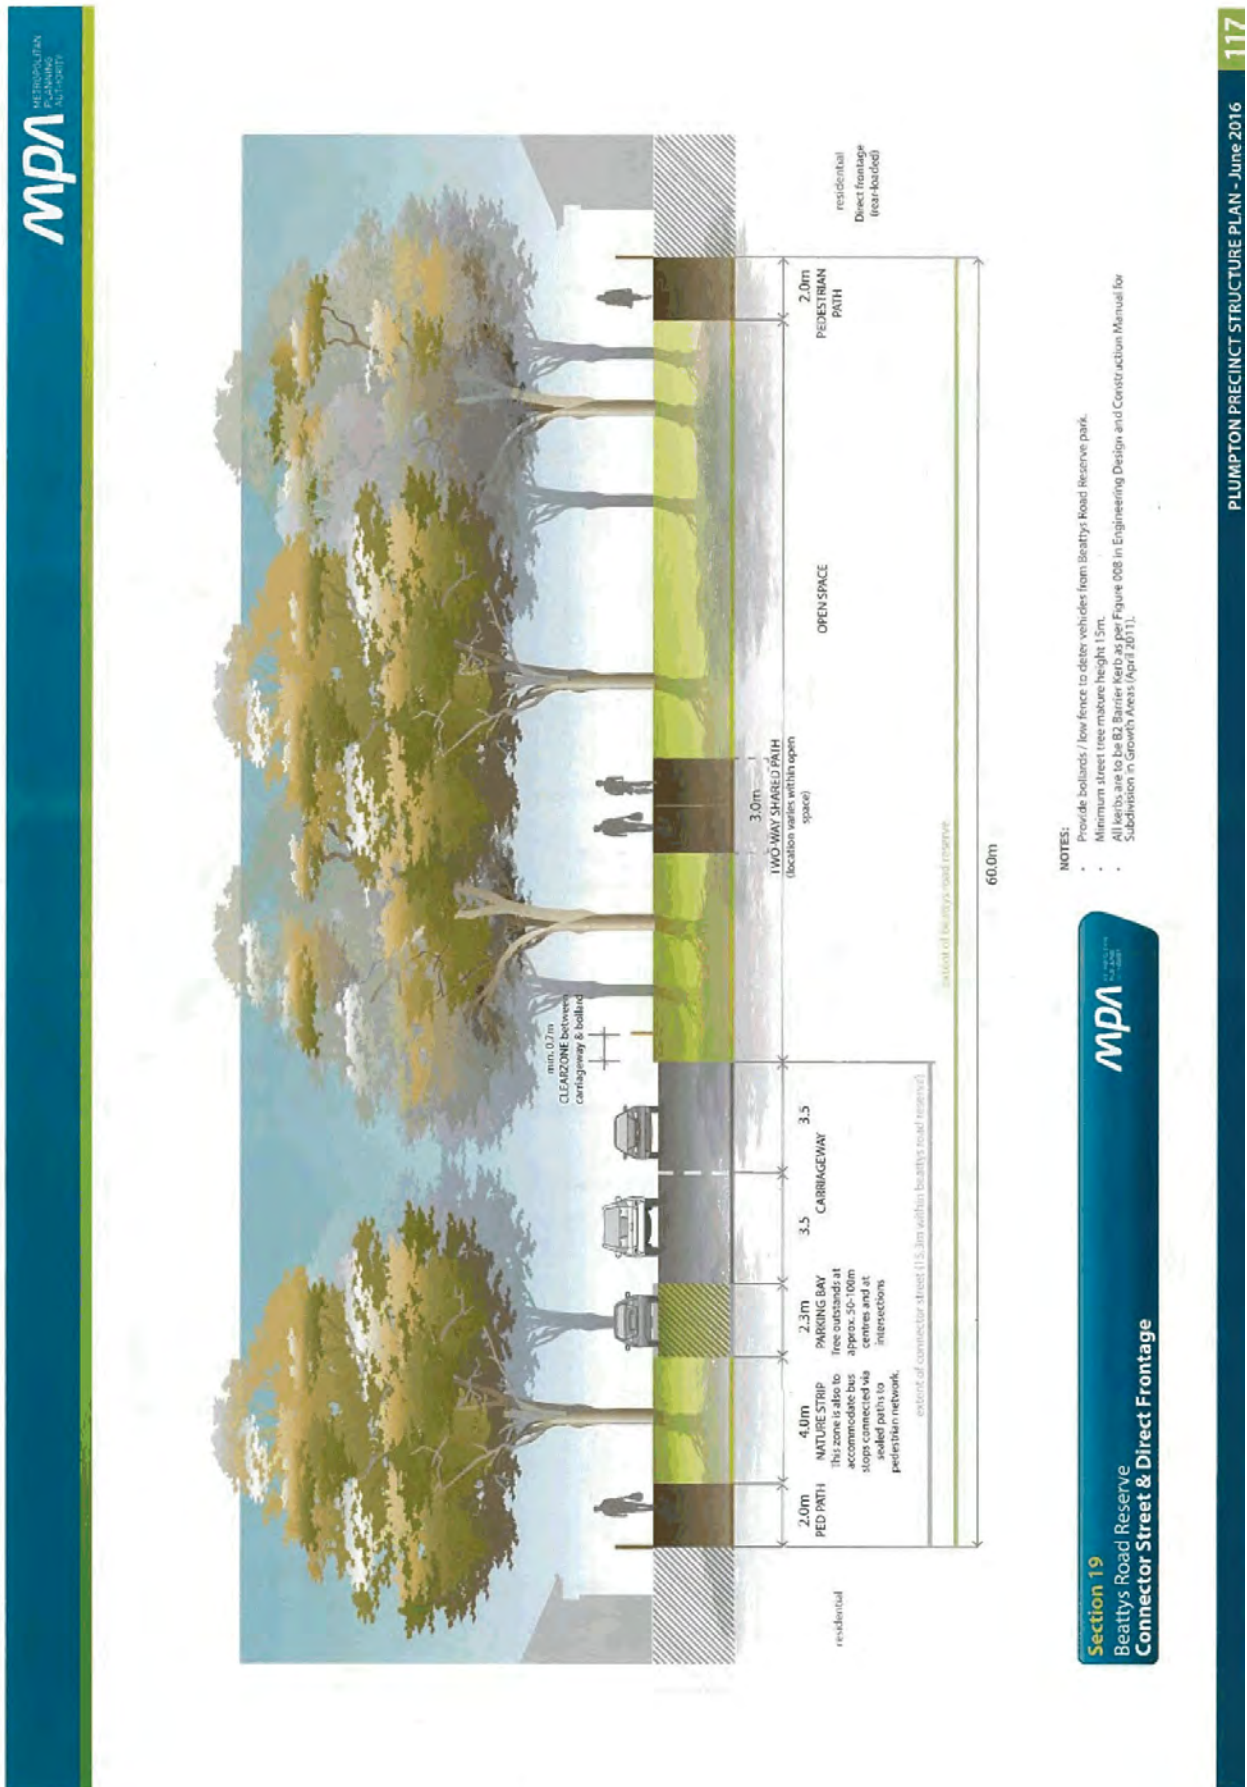 MPA METROPOLITAN
PLANNING
AUTHORITY
min. 0.7m
CLEARZONE between
carriageway & bollard
residential
2.0m
PED PATH
4.0m
NATURE STRIP
This zone is also to
accommodate bus
stops connected via
sealed paths to
pedestrian network.
2.3m
PARKING BAY
Tree outstands at
approx. 50-100m
centres and at
intersections
3.5
3.5
CARRIAGEWAY
3.0m
TWO-WAY SHARED PATH
(location varies within open
space)
OPEN SPACE
2.0m
PEDESTRIAN
PATH
residential
Direct frontage
(rear-loaded)
extent of connector street (15.3m within beattys road reserve)
extent of beattys road reserve
60.0m
NOTES:
· Provide bollards / low fence to deter vehicles from Beattys Road Reserve park.
· Minimum street tree mature height 15m.
· All kerbs are to be B2 Barrier Kerb as per Figure 008 in Engineering Design and Construction Manual for
Subdivision in Growth Areas (April 2011).
Section 19
Beattys Road Reserve
Connector Street & Direct Frontage
MPA
PLUMPTON PRECINCT STRUCTURE PLAN - June 2016
117